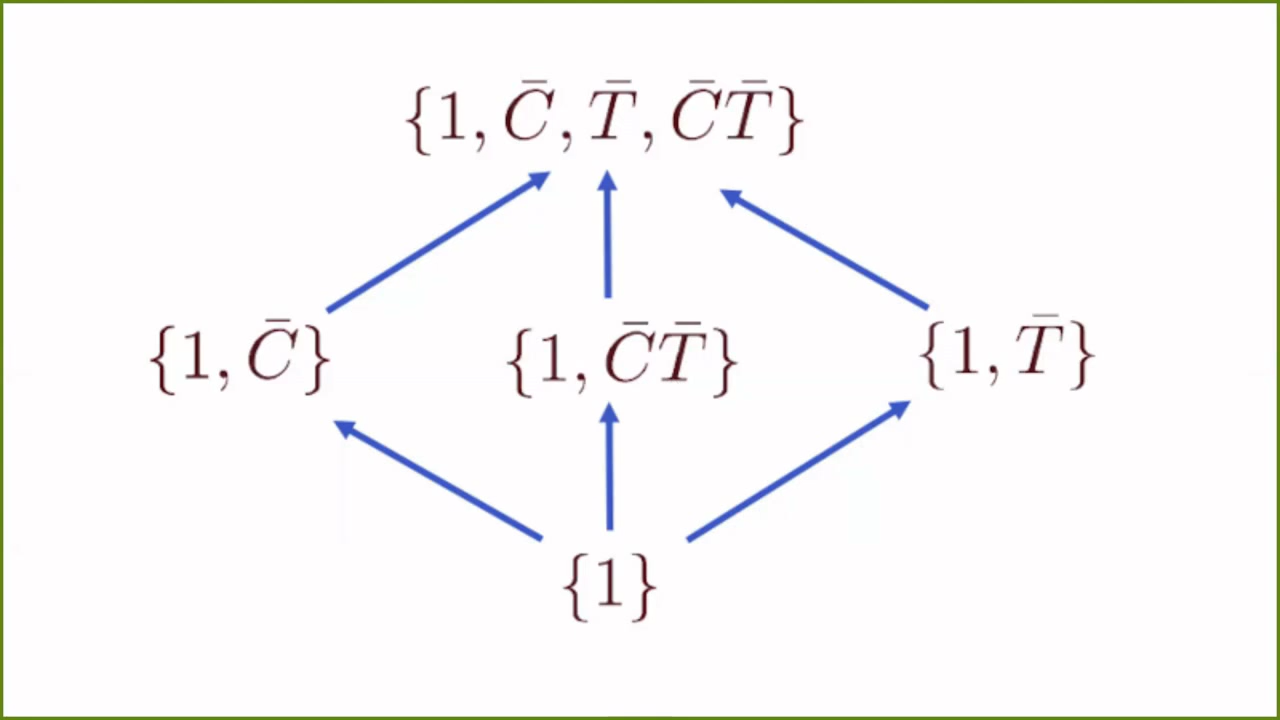 {1, C̄, T̄, C̄T̄}
{1, C̄} {1, C̄T̄} {1, T̄}
{1}